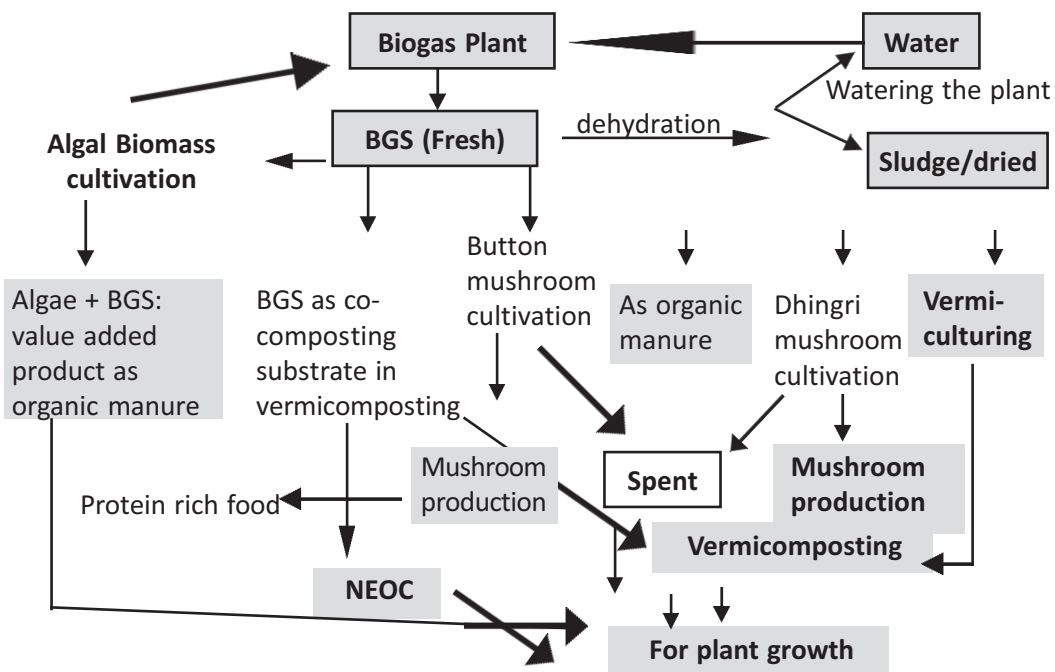 Biogas Plant
Water
Watering the plant
BGS (Fresh)
dehydration
Algal Biomass
cultivation
Sludge/dried
Button
mushroom
cultivation
Algae + BGS:
value added
product as
organic manure
BGS as co-
composting
substrate in
vermicomposting
As organic
manure
Dhingri
mushroom
cultivation
Vermi-
culturing
Mushroom
production
Spent
Mushroom
production
Protein rich food
Vermicomposting
NEOC
For plant growth